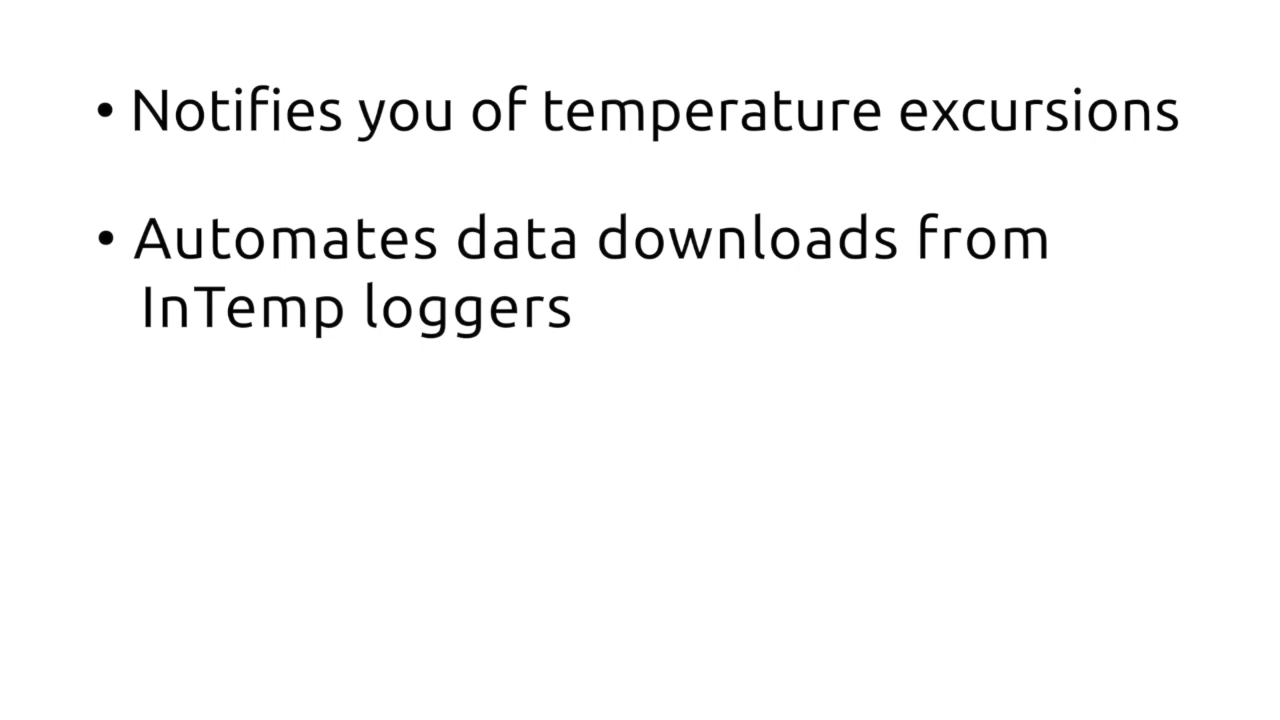 • Notifies you of temperature excursions
• Automates data downloads from
InTemp loggers